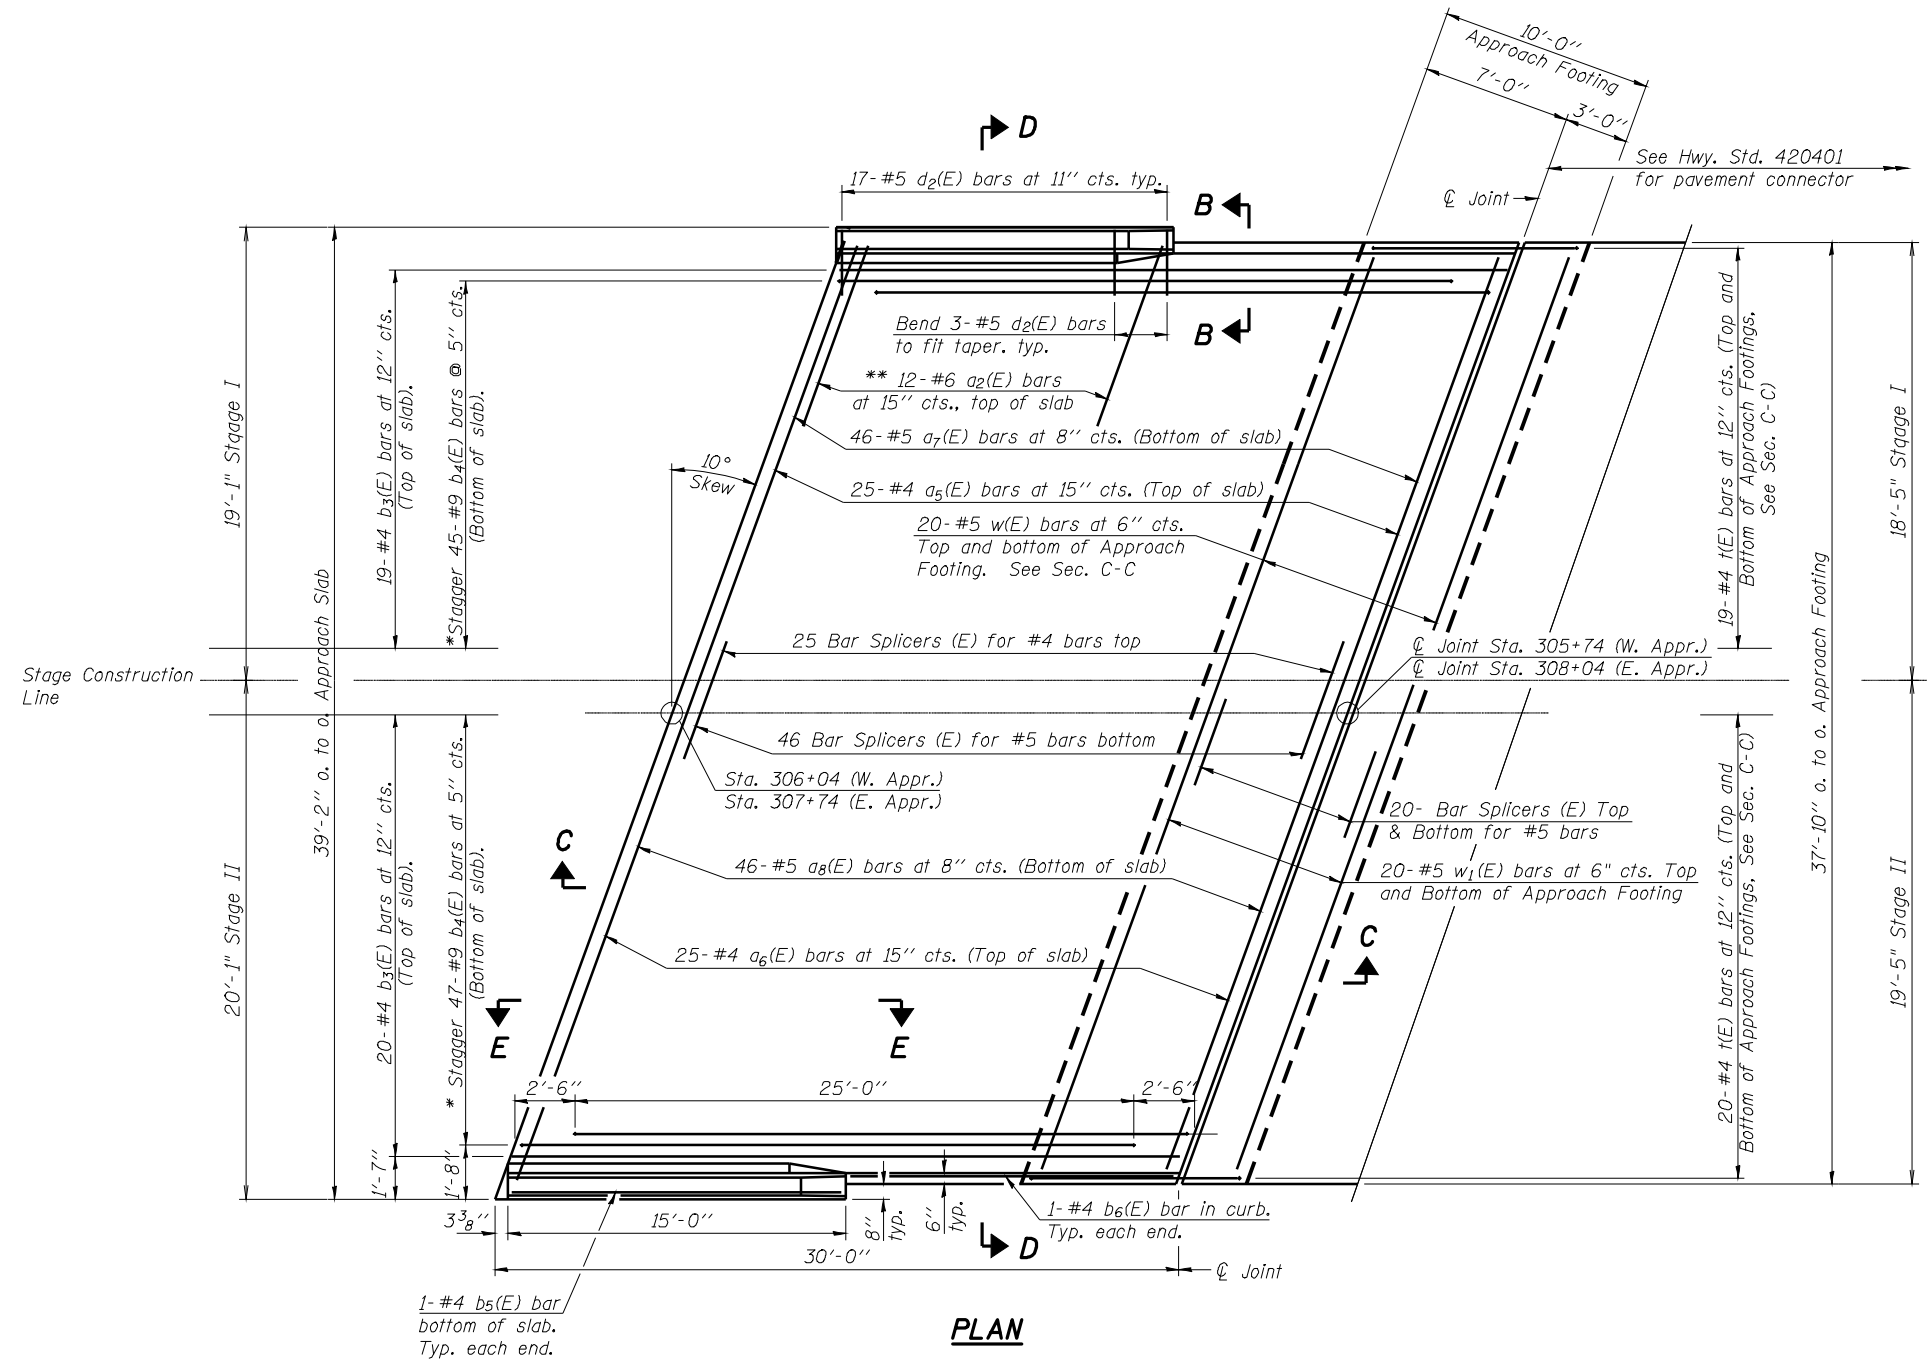 10'-0"
Approach Footing
7'-0"
3'-0"
See Hwy. Std. 420401
for pavement connector
℄ Joint
D
17-#5 d2(E) bars at 11" cts. typ.
B
B
Bend 3-#5 d2(E) bars
to fit taper. typ.
** 12-#6 a2(E) bars
at 15" cts., top of slab
46-#5 a7(E) bars at 8" cts. (Bottom of slab)
10°
Skew
25-#4 a5(E) bars at 15" cts. (Top of slab)
20-#5 w(E) bars at 6" cts.
Top and bottom of Approach
Footing. See Sec. C-C
25 Bar Splicers (E) for #4 bars top
℄ Joint Sta. 305+74 (W. Appr.)
℄ Joint Sta. 308+04 (E. Appr.)
Stage Construction
Line
46 Bar Splicers (E) for #5 bars bottom
Sta. 306+04 (W. Appr.)
Sta. 307+74 (E. Appr.)
20- Bar Splicers (E) Top
& Bottom for #5 bars
C
46-#5 a8(E) bars at 8" cts. (Bottom of slab)
20-#5 w1(E) bars at 6" cts. Top
and Bottom of Approach Footing
C
25-#4 a6(E) bars at 15" cts. (Top of slab)
E
E
2'-6"
25'-0"
2'-6"
19'-1" Stqage I
20'-1" Stage II
39'-2" o. to o. Approach Slab
19-#4 b3(E) bars at 12" cts.
(Top of slab).
*Stagger 45-#9 b4(E) bars @ 5" cts.
(Bottom of slab).
20-#4 b3(E) bars at 12" cts.
(Top of slab).
* Stagger 47-#9 b4(E) bars at 5" cts.
(Bottom of slab).
1'-7"
1'-8"
19-#4 t(E) bars at 12" cts. (Top and
Bottom of Approach Footings,
See Sec. C-C)
20-#4 t(E) bars at 12" cts. (Top and
Bottom of Approach Footings, See Sec. C-C)
37'-10" o. to o. Approach Footing
18'-5" Stqage I
19'-5" Stage II
3⅜"
15'-0"
8"
typ.
6"
typ.
1-#4 b6(E) bar in curb.
Typ. each end.
D
30'-0"
℄ Joint
1-#4 b5(E) bar
bottom of slab.
Typ. each end.
PLAN